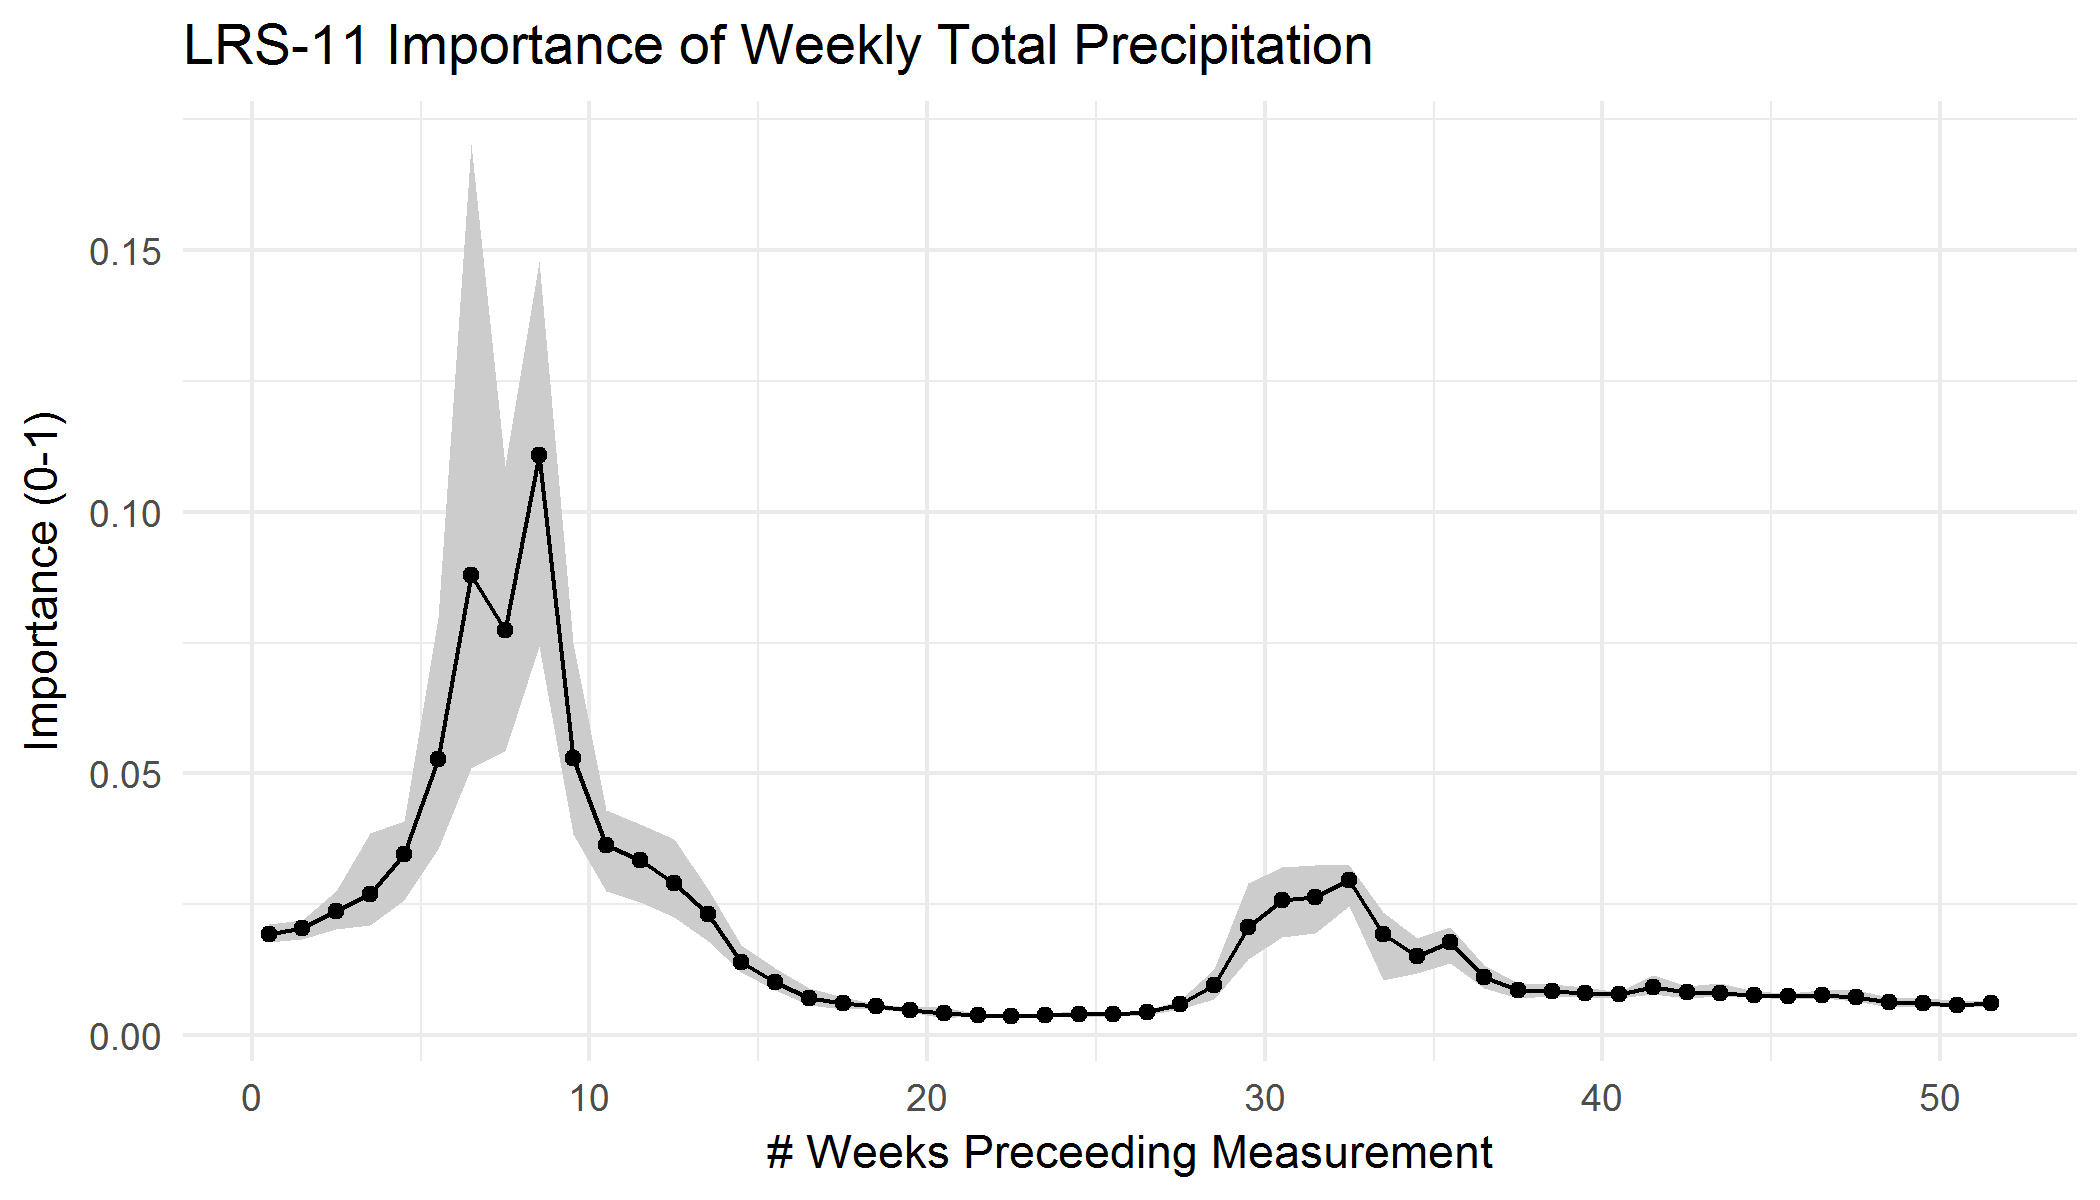 LRS-11 Importance of Weekly Total Precipitation
Importance (0-1)
0.15
0.10
0.05
0.00
0 10 20 30 40 50
# Weeks Preceeding Measurement